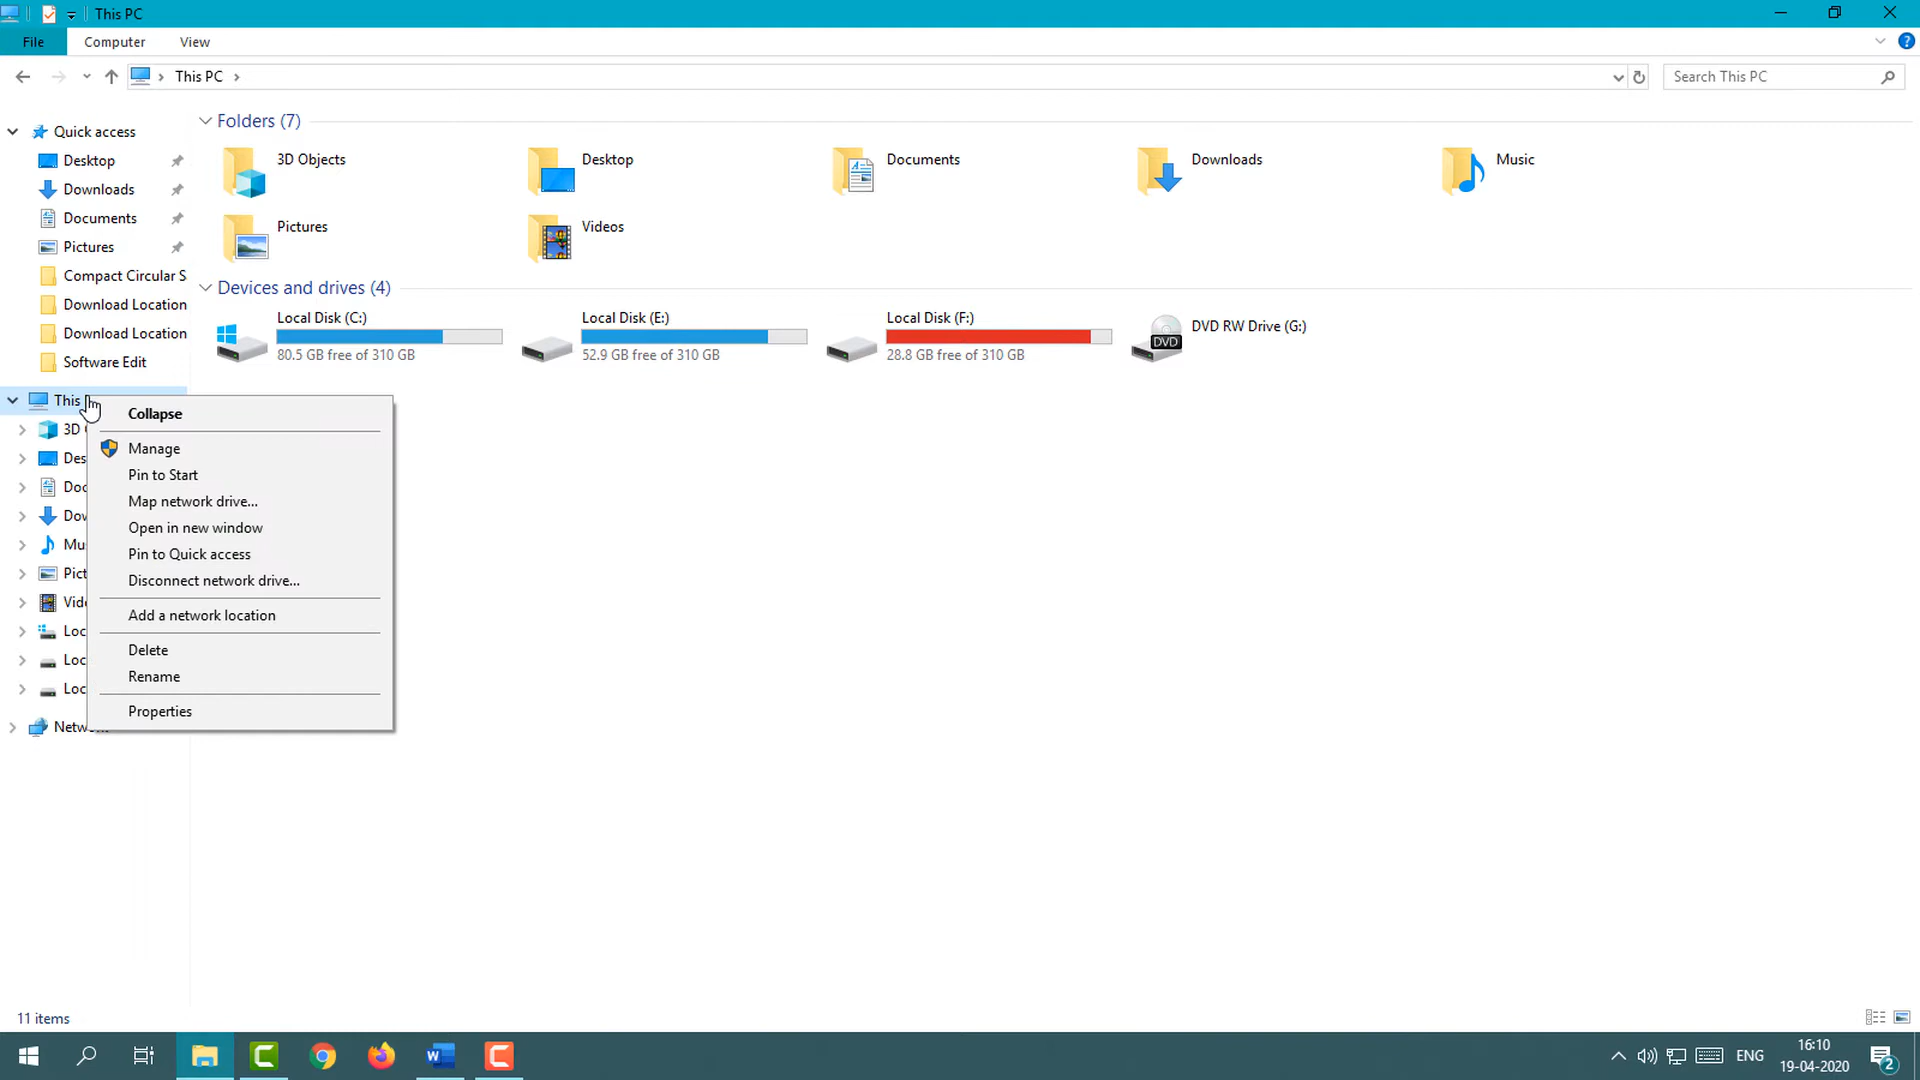 This PC
File
Computer
View
This PC
Search This PC
Quick access
Desktop
Downloads
Documents
Pictures
Compact Circular S
Download Location
Download Location
Software Edit
This
3D
Des
Doc
Dov
Mu
Pict
Vid
Loc
Loc
Loc
Netw
Collapse
Manage
Pin to Start
Map network drive...
Open in new window
Pin to Quick access
Disconnect network drive...
Add a network location
Delete
Rename
Properties
Folders (7)
3D Objects
Desktop
Documents
Downloads
Music
Pictures
Videos
Devices and drives (4)
Local Disk (C:)
80.5 GB free of 310 GB
Local Disk (E:)
52.9 GB free of 310 GB
Local Disk (F:)
28.8 GB free of 310 GB
DVD
DVD RW Drive (G:)
11 items
ENG
16:10
19-04-2020
2